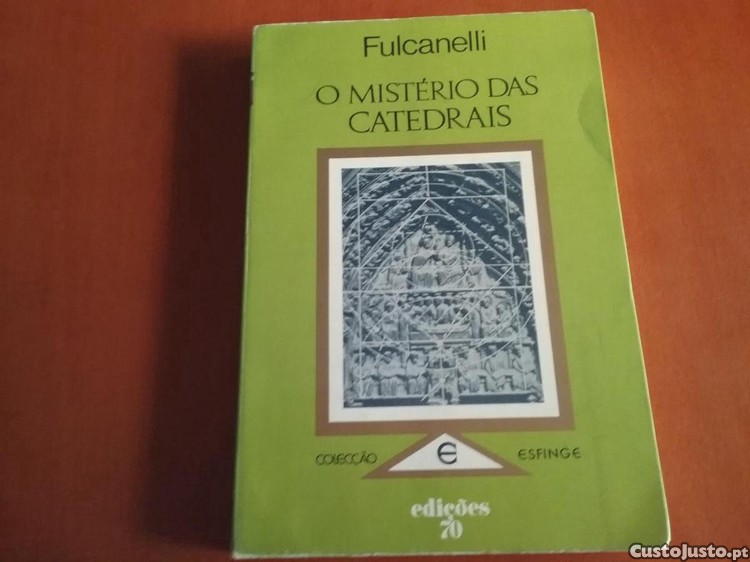 Fulcanelli
O MISTÉRIO DAS
CATEDRAIS
COLECÇÃO E ESFINGE
edições
70
CustoJusto.pt